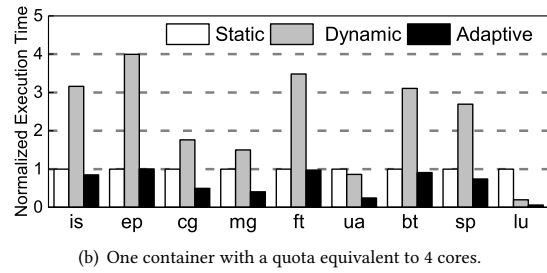 Normalized Execution Time
5
4
3
2
1
0
Static Dynamic Adaptive
is ep cg mg ft ua bt sp lu
(b) One container with a quota equivalent to 4 cores.